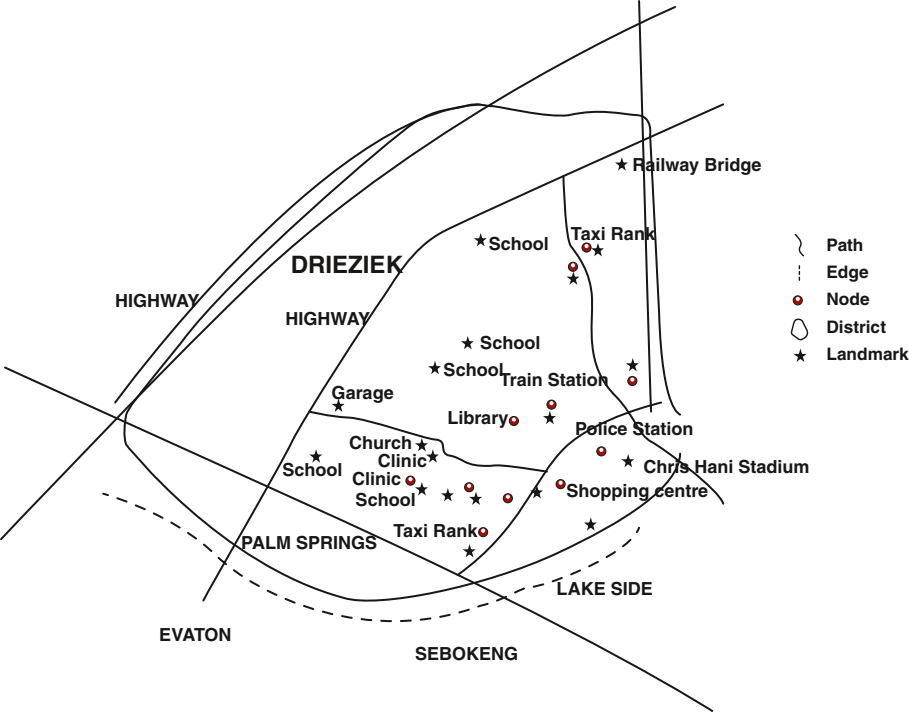 Railway Bridge
Taxi Rank
School
DRIEZIEK
HIGHWAY
HIGHWAY
School
School
Train Station
Garage
Library
Police Station
Church
Clinic
School
Chris Hani Stadium
Clinic
Shopping centre
School
Taxi Rank
PALM SPRINGS
LAKE SIDE
EVATON
SEBOKENG
Path
Edge
Node
District
Landmark